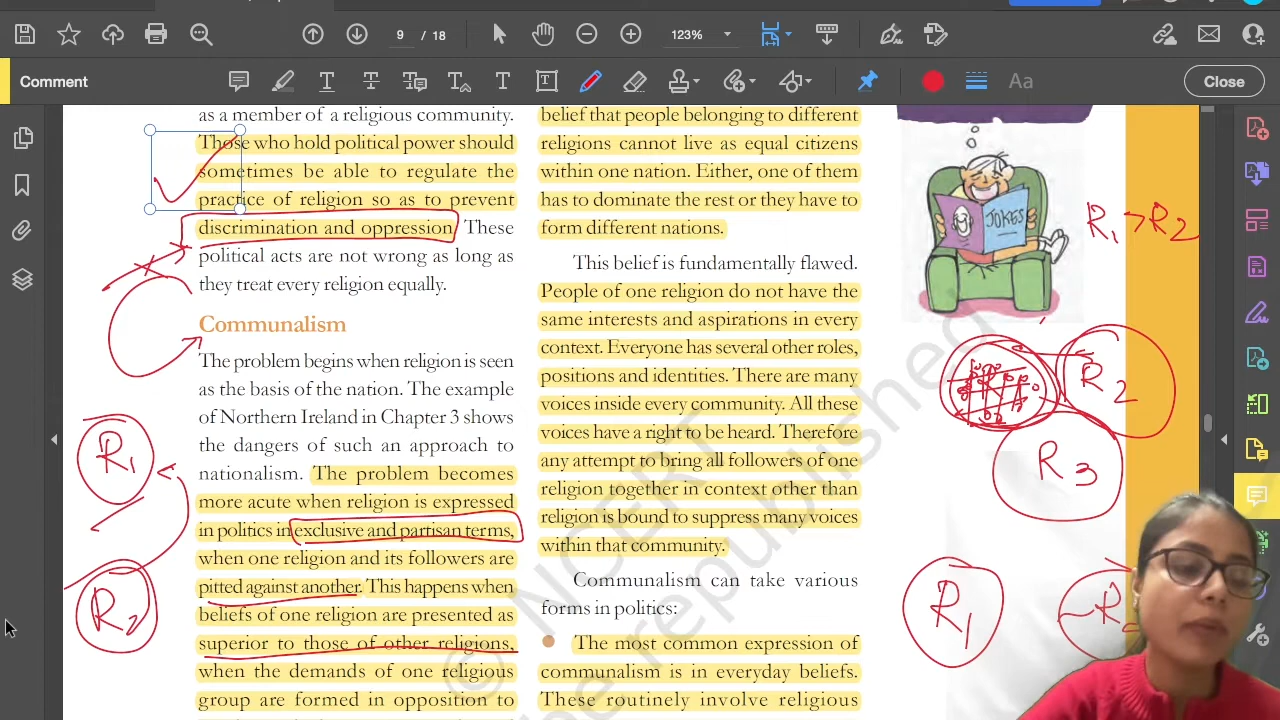 9 / 18
123%
Comment
Aa
Close
as a member of a religious community.
Those who hold political power should
sometimes be able to regulate the
practice of religion so as to prevent
discrimination and oppression. These
political acts are not wrong as long as
they treat every religion equally.
Communalism
The problem begins when religion is seen
as the basis of the nation. The example
of Northern Ireland in Chapter 3 shows
the dangers of such an approach to
nationalism. The problem becomes
more acute when religion is expressed
in politics in exclusive and partisan terms,
when one religion and its followers are
pitted against another. This happens when
beliefs of one religion are presented as
superior to those of other religions,
when the demands of one religious
group are formed in opposition to
R1
R2
belief that people belonging to different
religions cannot live as equal citizens
within one nation. Either, one of them
has to dominate the rest or they have to
form different nations.
This belief is fundamentally flawed.
People of one religion do not have the
same interests and aspirations in every
context. Everyone has several other roles,
positions and identities. There are many
voices inside every community. All these
voices have a right to be heard. Therefore
any attempt to bring all followers of one
religion together in context other than
religion is bound to suppress many voices
within that community.
Communalism can take various
forms in politics:
The most common expression of
communalism is in everyday beliefs.
These routinely involve religious
© NCERT
republished
JOKES
R1 > R2
R2
R3
R1